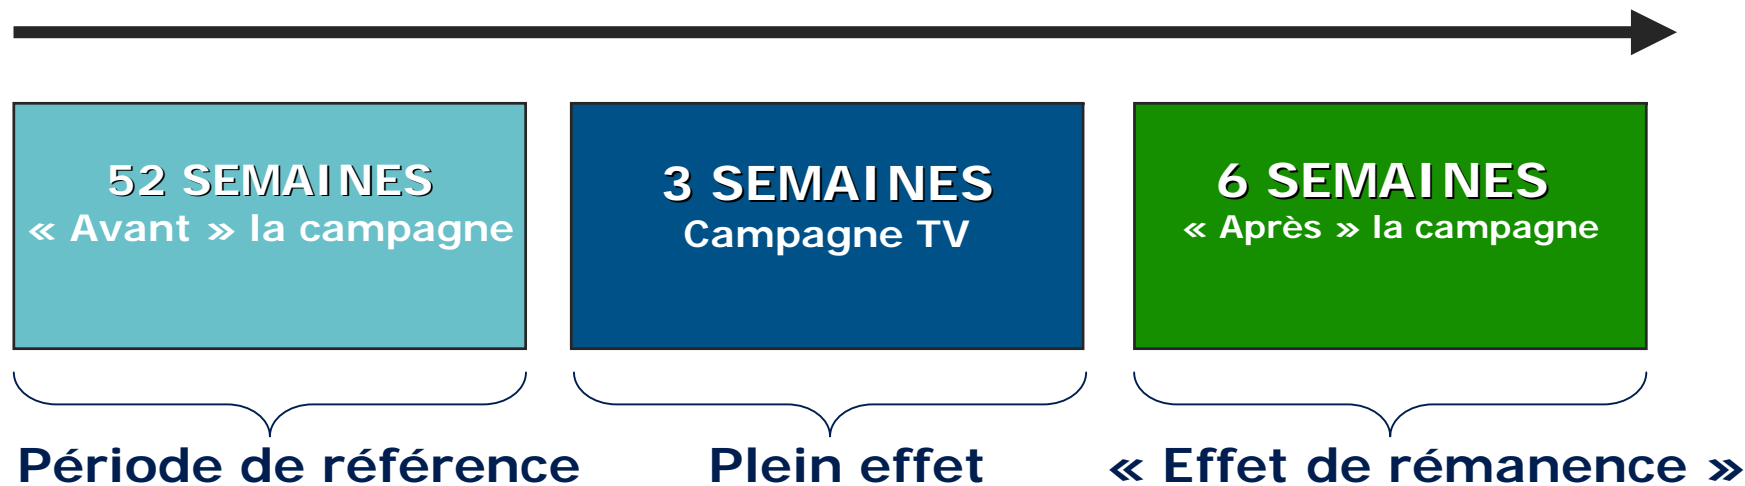 52 SEMAINES
« Avant » la campagne
3 SEMAINES
Campagne TV
6 SEMAINES
« Après » la campagne
Période de référence
Plein effet
« Effet de rémanence »